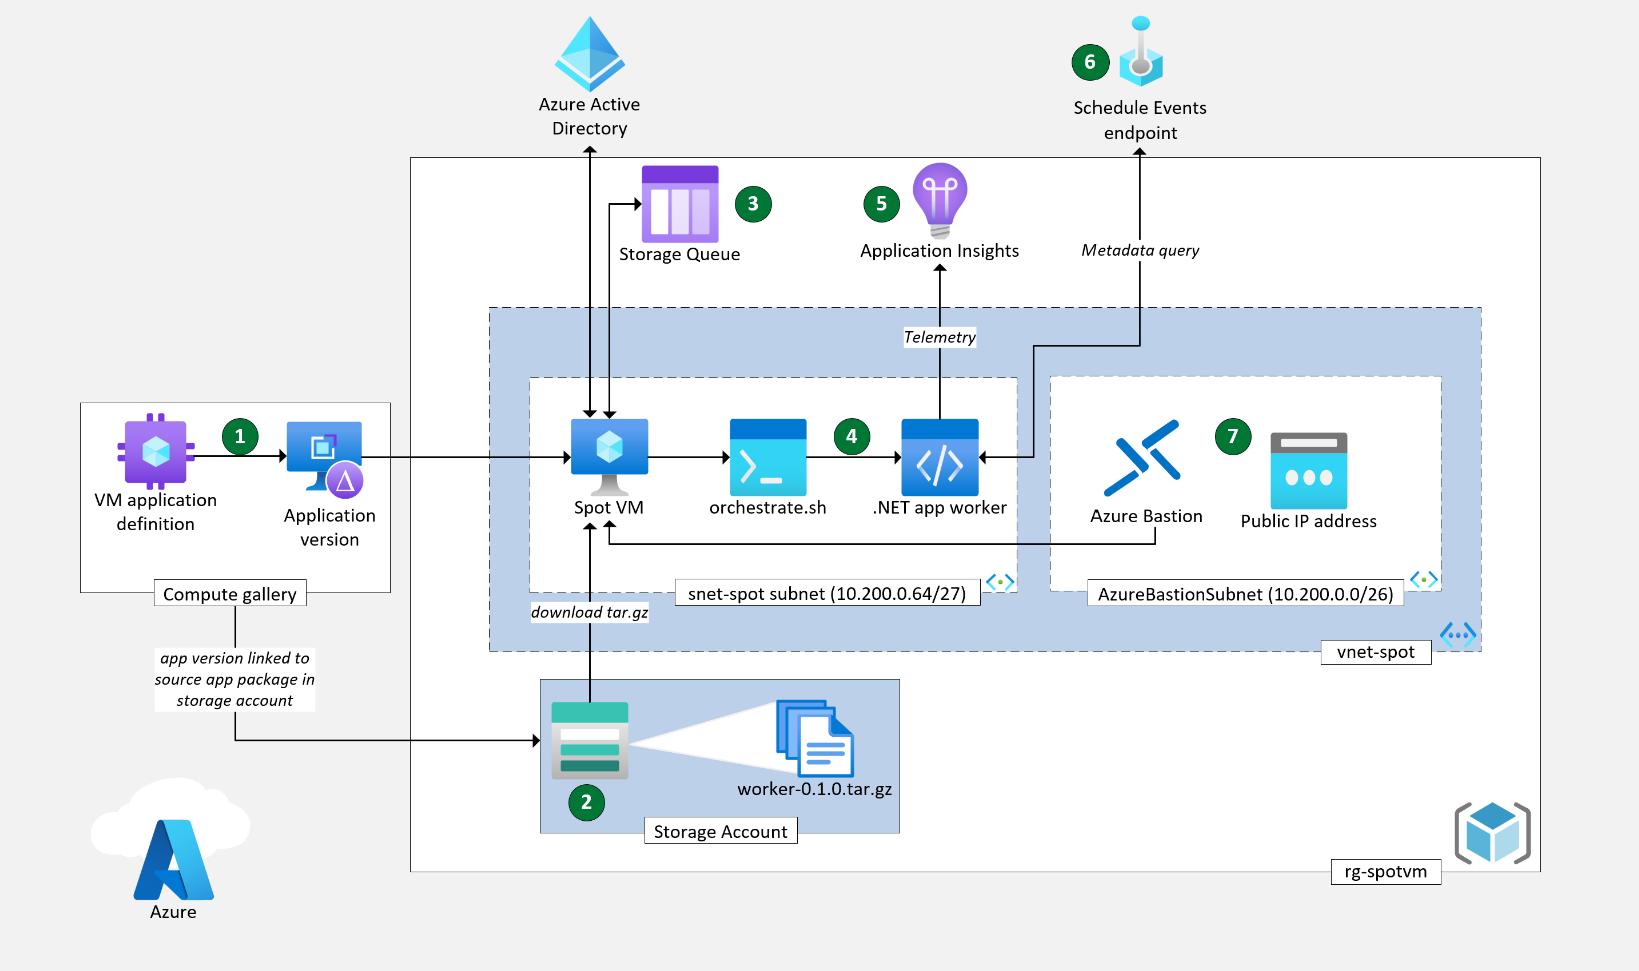 Azure Active
Directory
6
Schedule Events
endpoint
3
Storage Queue
5
Application Insights
Metadata query
Telemetry
1
VM application
definition
Application
version
Compute gallery
Spot VM
orchestrate.sh
4
.NET app worker
7
Azure Bastion
Public IP address
snet-spot subnet (10.200.0.64/27)
AzureBastionSubnet (10.200.0.0/26)
download tar.gz
vnet-spot
app version linked to
source app package in
storage account
2
worker-0.1.0.tar.gz
Storage Account
rg-spotvm
Azure